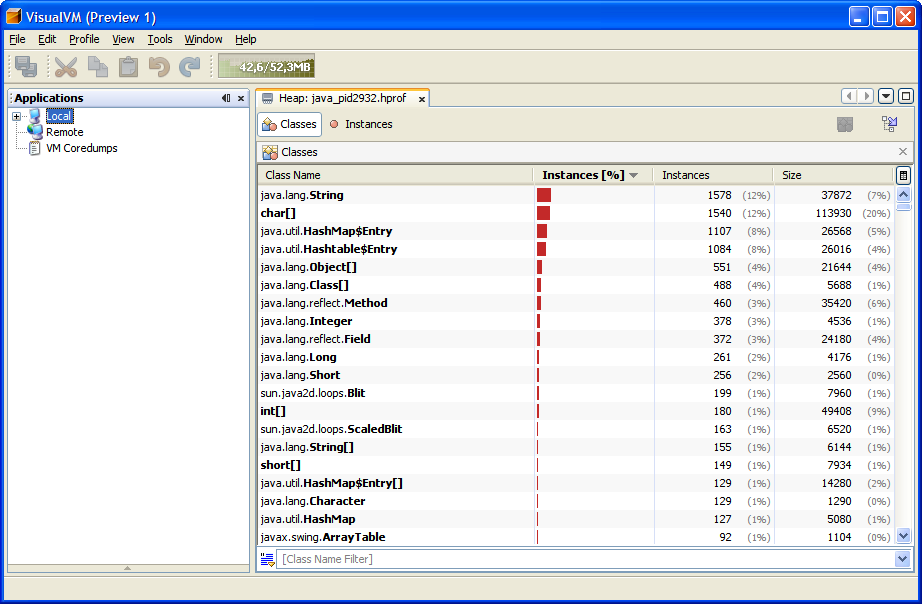 VisualVM (Preview 1)
File Edit Profile View Tools Window Help
42,6/52,3MB
Applications
Local
Remote
VM Coredumps
Heap: java_pid2932.hprof
Classes Instances
Classes
Class Name Instances [%] Instances Size
java.lang.String 1578 (12%) 37872 (7%)
char[] 1540 (12%) 113930 (20%)
java.util.HashMap$Entry 1107 (8%) 26568 (5%)
java.util.Hashtable$Entry 1084 (8%) 26016 (4%)
java.lang.Object[] 551 (4%) 21644 (4%)
java.lang.Class[] 488 (4%) 5688 (1%)
java.lang.reflect.Method 460 (3%) 35420 (6%)
java.lang.Integer 378 (3%) 4536 (1%)
java.lang.reflect.Field 372 (3%) 24180 (4%)
java.lang.Long 261 (2%) 4176 (1%)
java.lang.Short 256 (2%) 2560 (0%)
sun.java2d.loops.Blit 199 (1%) 7960 (1%)
int[] 180 (1%) 49408 (9%)
sun.java2d.loops.ScaledBlit 163 (1%) 6520 (1%)
java.lang.String[] 155 (1%) 6144 (1%)
short[] 149 (1%) 7934 (1%)
java.util.HashMap$Entry[] 129 (1%) 14280 (2%)
java.lang.Character 129 (1%) 1290 (0%)
java.util.HashMap 127 (1%) 5080 (1%)
javax.swing.ArrayTable 92 (1%) 1104 (0%)
[Class Name Filter]